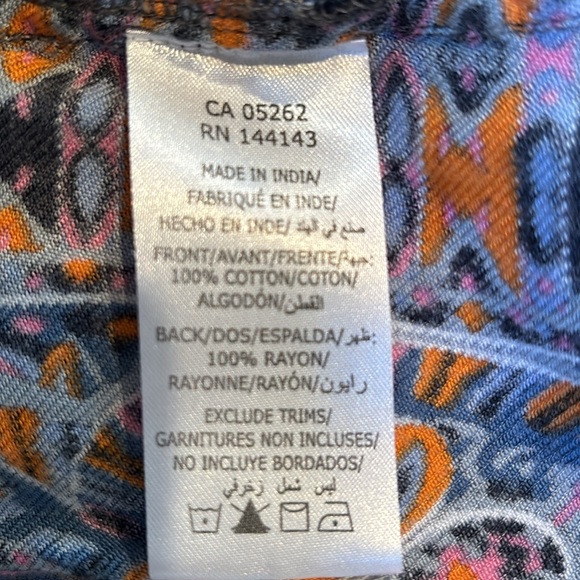 CA 05262
RN 144143
MADE IN INDIA/
FABRIQUÉ EN INDE/
HECHO EN INDE/ صنع في الهند
FRONT/AVANT/FRENTE/جبهة:
100% COTTON/COTON/
ALGODÓN/القطن
BACK/DOS/ESPALDA/ظهر:
100% RAYON/
RAYONNE/RAYÓN/رايون
EXCLUDE TRIMS/
GARNITURES NON INCLUSES/
NO INCLUYE BORDADOS/
ليس شمل زخرفي